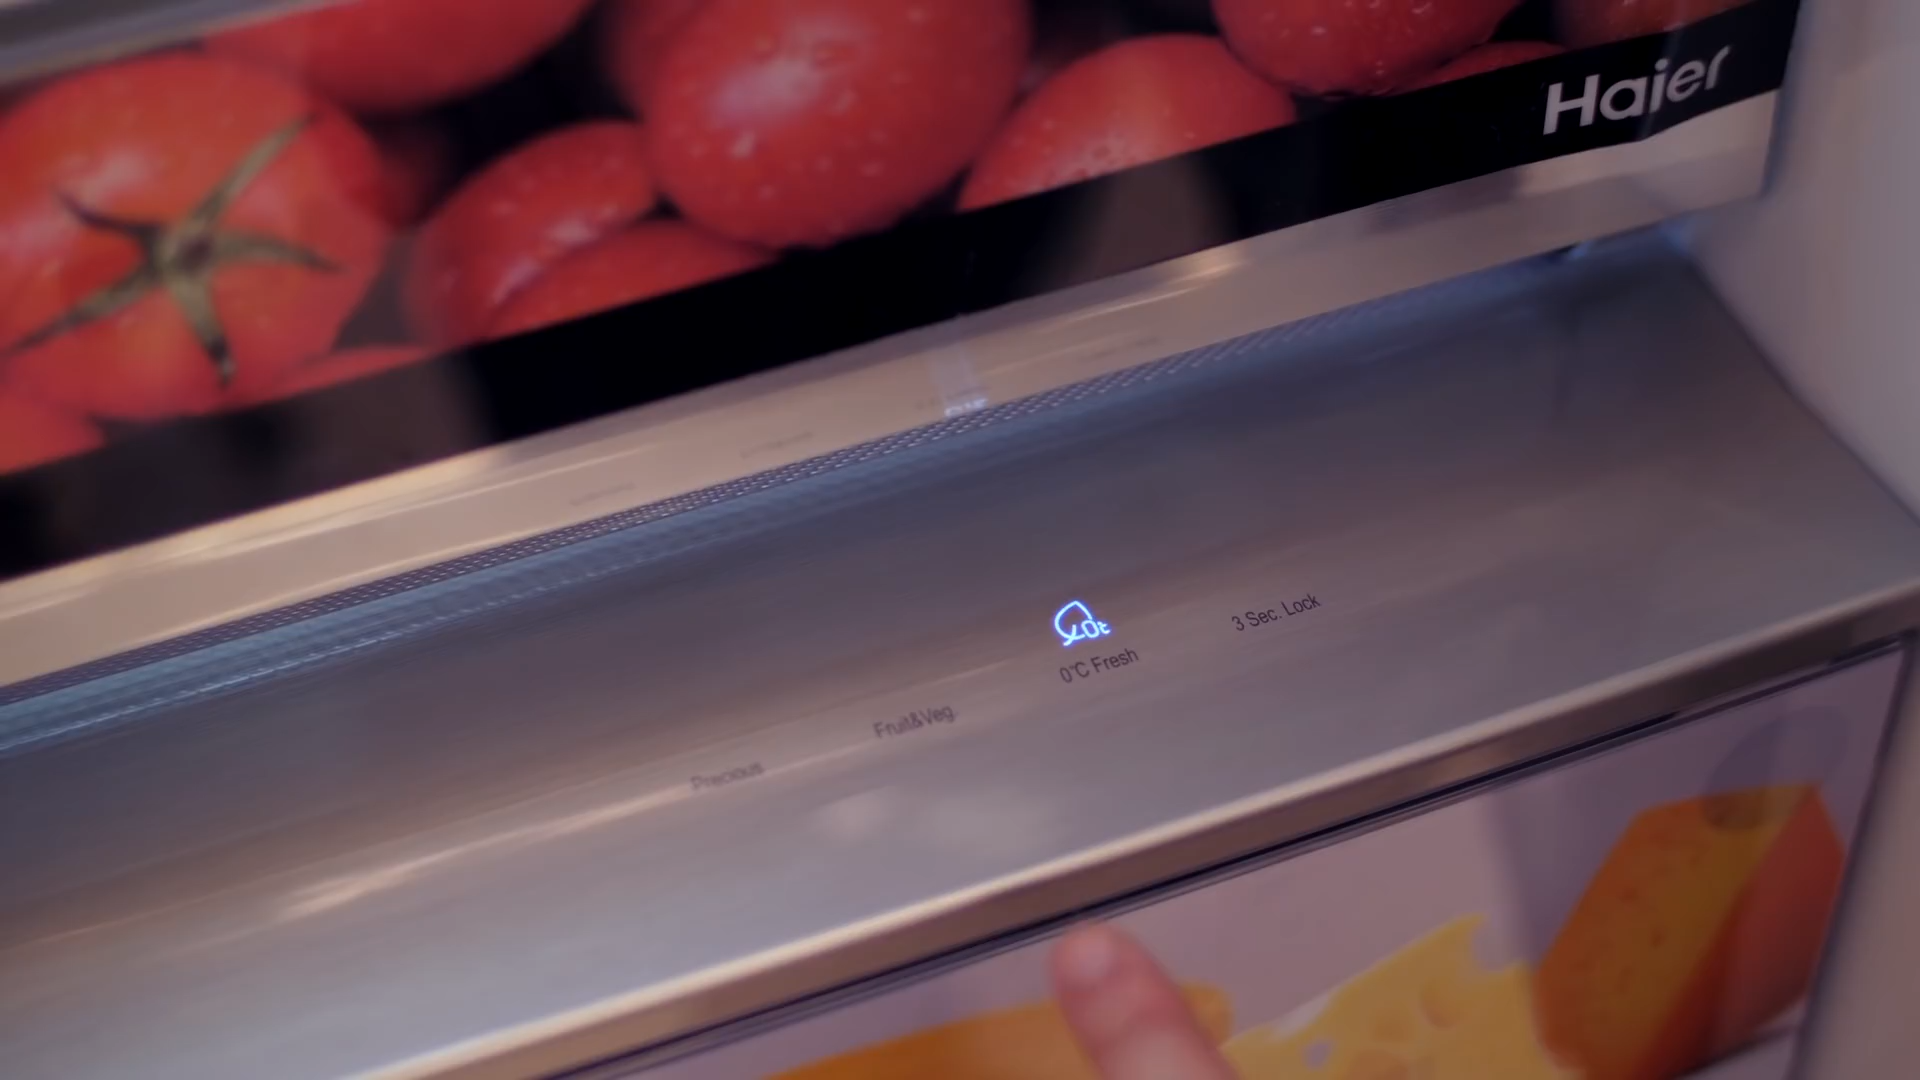 Haier
0°C Fresh
3 Sec. Lock
Fruit&Veg.
Precious